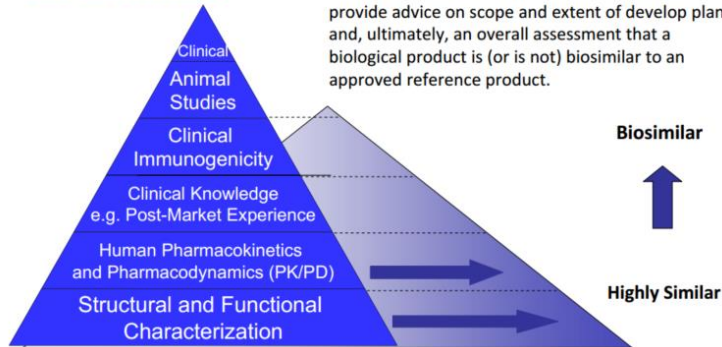 provide advice on scope and extent of develop plan
and, ultimately, an overall assessment that a
biological product is (or is not) biosimilar to an
approved reference product.
Clinical
Animal
Studies
Clinical
Immunogenicity
Clinical Knowledge
e.g. Post-Market Experience
Human Pharmacokinetics
and Pharmacodynamics (PK/PD)
Structural and Functional
Characterization
Biosimilar
Highly Similar